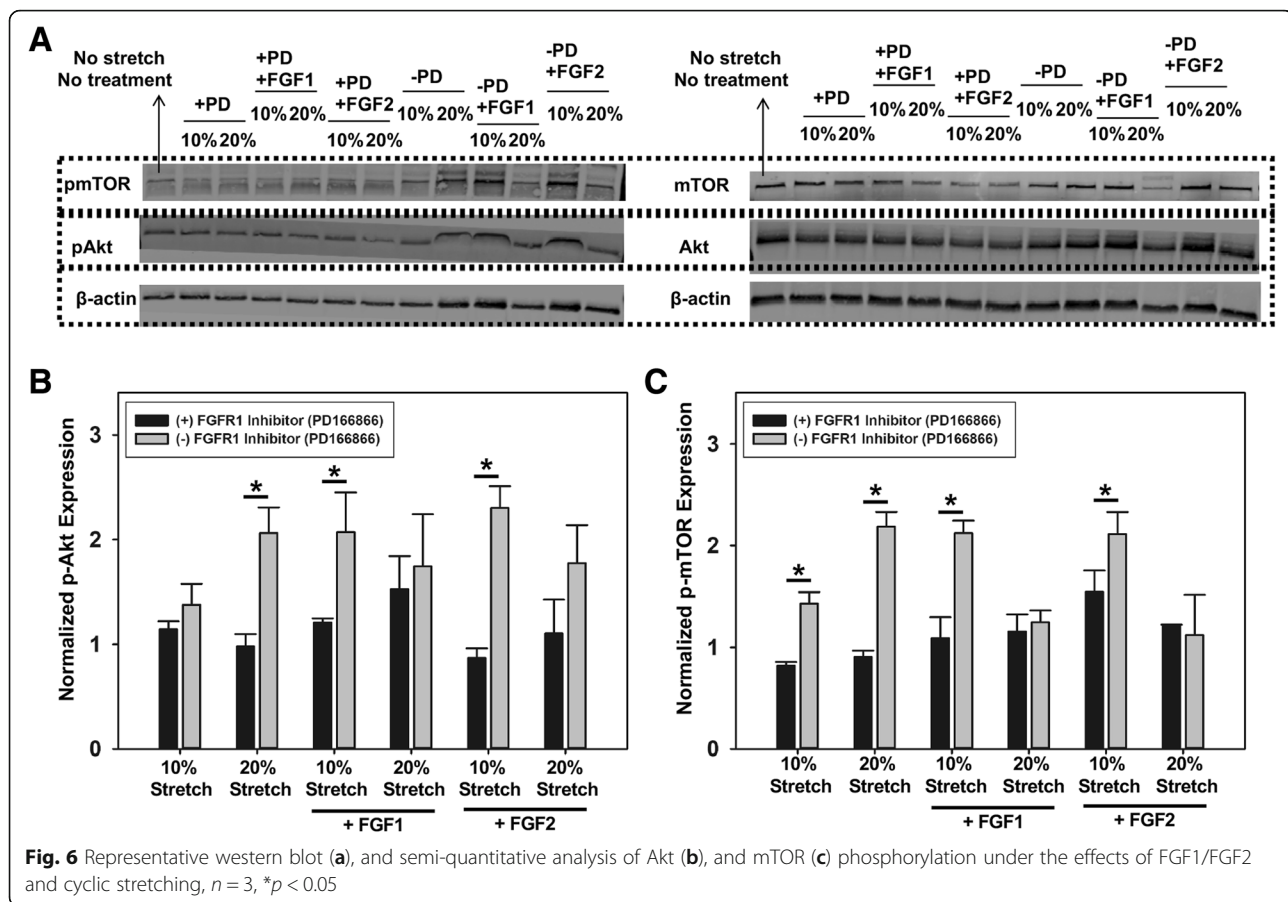 A
No stretch
No treatment
+PD
10% 20%
+PD
+FGF1
10% 20%
+PD
+FGF2
10% 20%
-PD
10% 20%
-PD
+FGF1
10% 20%
-PD
+FGF2
10% 20%
No stretch
No treatment
+PD
10% 20%
+PD
+FGF1
10% 20%
+PD
+FGF2
10% 20%
-PD
10% 20%
-PD
+FGF1
10% 20%
-PD
+FGF2
10% 20%
pmTOR
mTOR
pAkt
Akt
β-actin
β-actin
B
(+) FGFR1 Inhibitor (PD166866)
(-) FGFR1 Inhibitor (PD166866)
Normalized p-Akt Expression
3
2
1
0
* * *
10% Stretch
20% Stretch
10% Stretch
20% Stretch
10% Stretch
20% Stretch
+ FGF1
+ FGF2
C
(+) FGFR1 Inhibitor (PD166866)
(-) FGFR1 Inhibitor (PD166866)
Normalized p-mTOR Expression
3
2
1
0
* * * *
10% Stretch
20% Stretch
10% Stretch
20% Stretch
10% Stretch
20% Stretch
+ FGF1
+ FGF2
Fig. 6 Representative western blot (a), and semi-quantitative analysis of Akt (b), and mTOR (c) phosphorylation under the effects of FGF1/FGF2
and cyclic stretching, n = 3, *p < 0.05